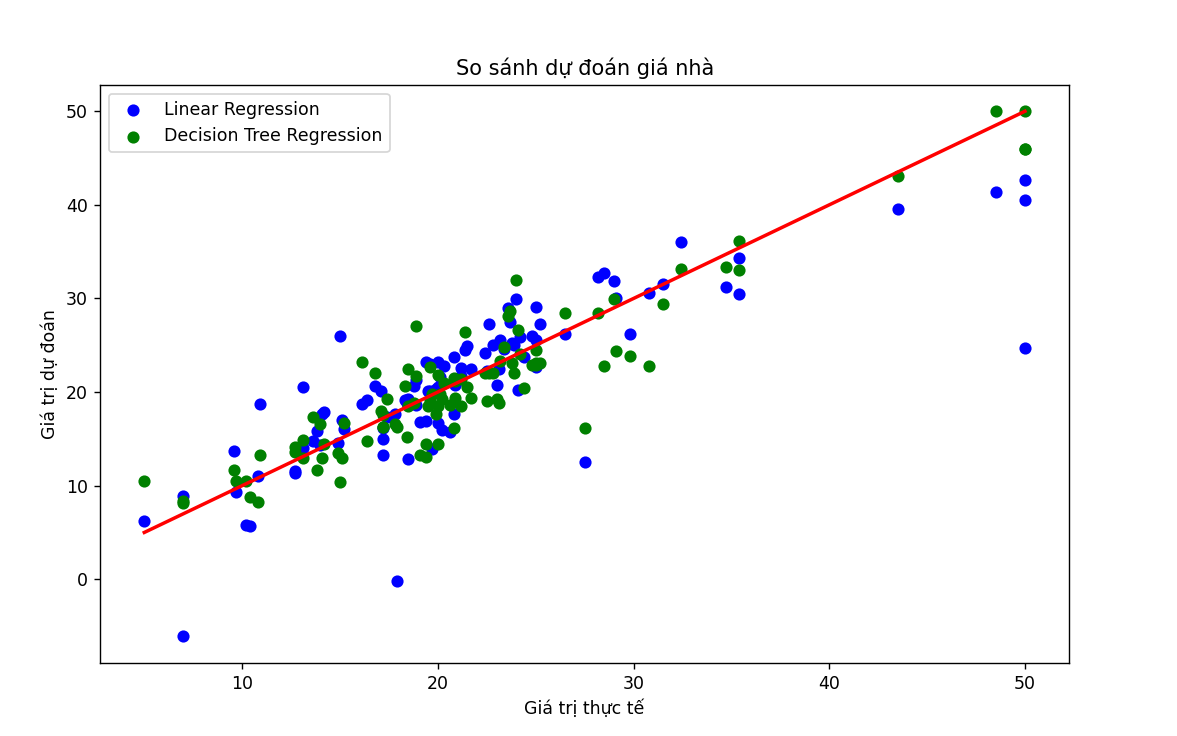 So sánh dự đoán giá nhà
Linear Regression
Decision Tree Regression
50
40
30
20
10
0
Giá trị dự đoán
10
20
30
40
50
Giá trị thực tế